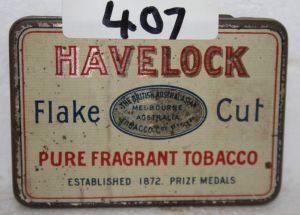 407
HAVELOCK
Flake Cut
THE BRITISH AUSTRALASIAN
MELBOURNE
AUSTRALIA
TOBACCO
PURE FRAGRANT TOBACCO
ESTABLISHED 1872. PRIZE MEDALS